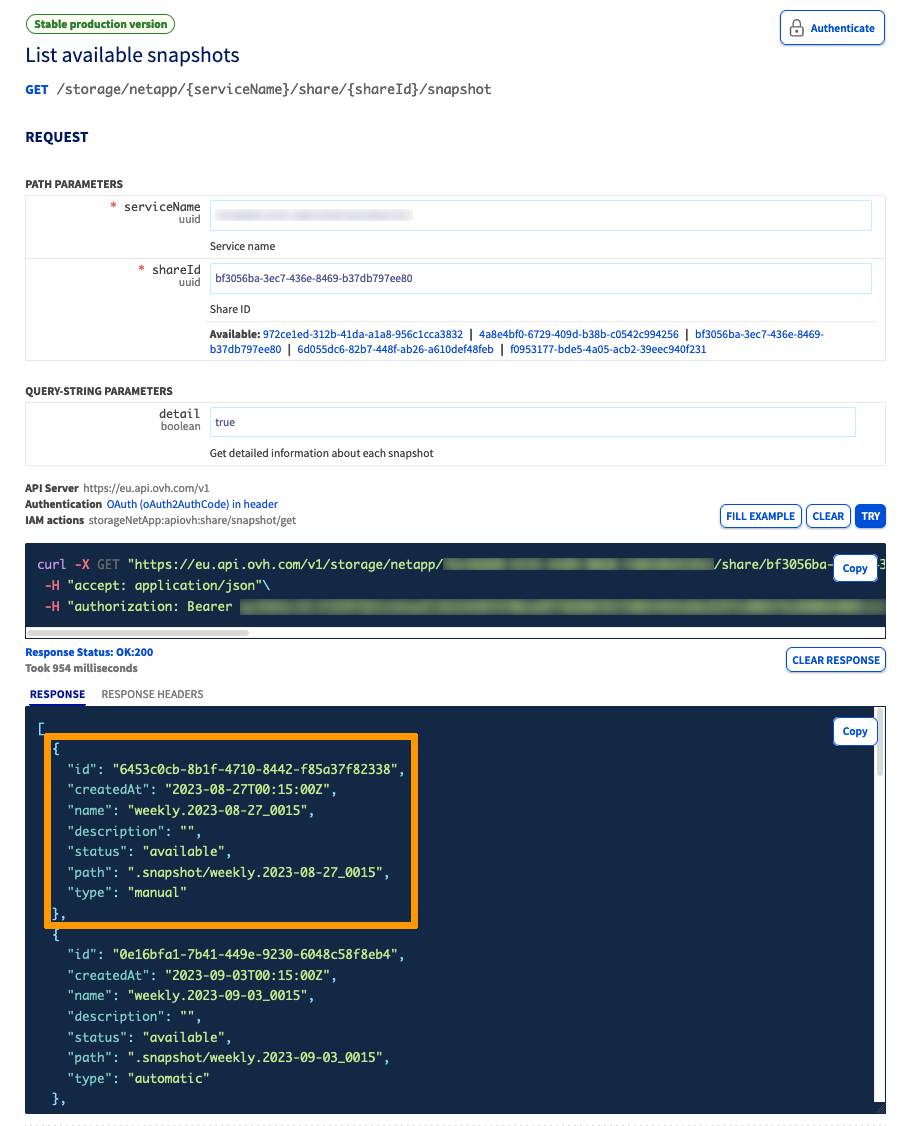 Stable production version
Authenticate
List available snapshots
GET /storage/netapp/{serviceName}/share/{shareId}/snapshot
REQUEST
PATH PARAMETERS
* serviceName
uuid
Service name
* shareId
uuid
bf3056ba-3ec7-436e-8469-b37db797ee80
Share ID
Available: 972ce1ed-312b-41da-a1a8-956c1cca3832 | 4a8e4bf0-6729-409d-b38b-c0542c994256 | bf3056ba-3ec7-436e-8469-
b37db797ee80 | 6d055dc6-82b7-448f-ab26-a610def48feb | f0953177-bde5-4a05-acb2-39eec940f231
QUERY-STRING PARAMETERS
detail
boolean
true
Get detailed information about each snapshot
API Server https://eu.api.ovh.com/v1
Authentication OAuth (oAuth2AuthCode) in header
IAM actions storageNetApp:apiovh:share/snapshot/get
FILL EXAMPLE CLEAR TRY
curl -X GET "https://eu.api.ovh.com/v1/storage/netapp/ /share/bf3056ba-
Copy
-H "accept: application/json"\
-H "authorization: Bearer
Response Status: OK:200
Took 954 milliseconds
CLEAR RESPONSE
RESPONSE RESPONSE HEADERS
Copy
[
{
"id": "6453c0cb-8b1f-4710-8442-f85a37f82338",
"createdAt": "2023-08-27T00:15:00Z",
"name": "weekly.2023-08-27_0015",
"description": "",
"status": "available",
"path": ".snapshot/weekly.2023-08-27_0015",
"type": "manual"
},
{
"id": "0e16bfa1-7b41-449e-9230-6048c58f8eb4",
"createdAt": "2023-09-03T00:15:00Z",
"name": "weekly.2023-09-03_0015",
"description": "",
"status": "available",
"path": ".snapshot/weekly.2023-09-03_0015",
"type": "automatic"
},